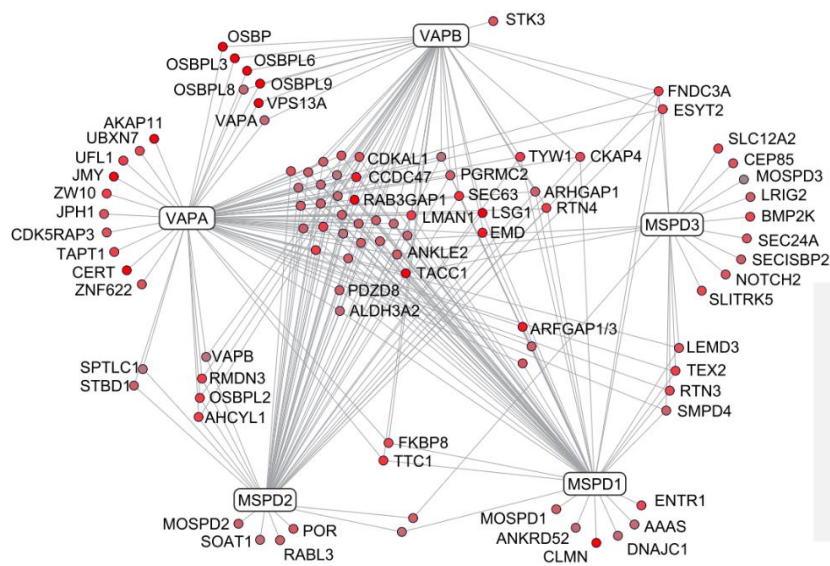 STK3
VAPB
OSBP
OSBPL3
OSBPL6
OSBPL8
OSBPL9
VPS13A
VAPA
FNDC3A
ESYT2
AKAP11
UBXN7
UFL1
JMY
ZW10
JPH1
VAPA
CDK5RAP3
TAPT1
CERT
ZNF622
CDKAL1
CCDC47
RAB3GAP1
LMAN1
PGRMC2
SEC63
LSG1
EMD
TYW1
CKAP4
ARHGAP1
RTN4
ANKLE2
TACC1
PDZD8
ALDH3A2
SLC12A2
CEP85
MOSPD3
LRIG2
BMP2K
MSPD3
SEC24A
SECISBP2
NOTCH2
SLITRK5
ARFGAP1/3
LEMD3
TEX2
RTN3
SMPD4
SPTLC1
STBD1
VAPB
RMDN3
OSBPL2
AHCYL1
FKBP8
TTC1
MSPD2
MOSPD2
SOAT1
RABL3
POR
MSPD1
MOSPD1
ANKRD52
CLMN
ENTR1
AAAS
DNAJC1